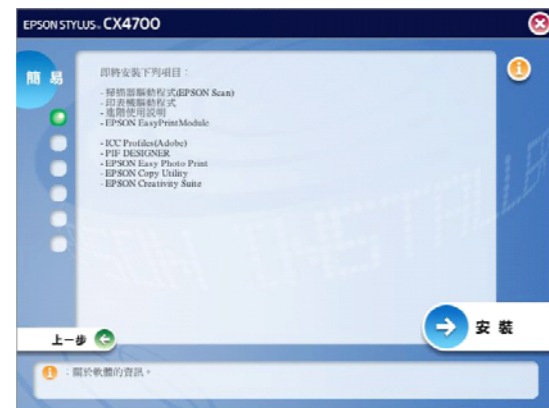 EPSON STYLUS CX4700
簡易
即將安裝下列項目：
- 掃描器驅動程式(EPSON Scan)
- 印表機驅動程式
- 進階使用說明
- EPSON EasyPrintModule
- ICC Profiles(Adobe)
- PIF DESIGNER
- EPSON Easy Photo Print
- EPSON Copy Utility
- EPSON Creativity Suite
上一步
安裝
：關於軟體的資訊。